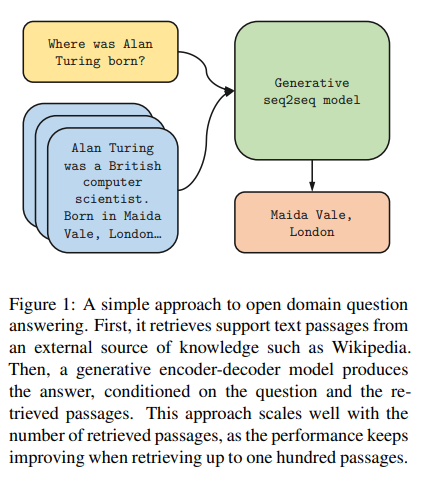 Where was Alan
Turing born?
Generative
seq2seq model
Alan Turing
was a British
computer
scientist.
Born in Maida
Vale, London…
Maida Vale,
London
Figure 1: A simple approach to open domain question
answering. First, it retrieves support text passages from
an external source of knowledge such as Wikipedia.
Then, a generative encoder-decoder model produces
the answer, conditioned on the question and the re-
trieved passages. This approach scales well with the
number of retrieved passages, as the performance keeps
improving when retrieving up to one hundred passages.